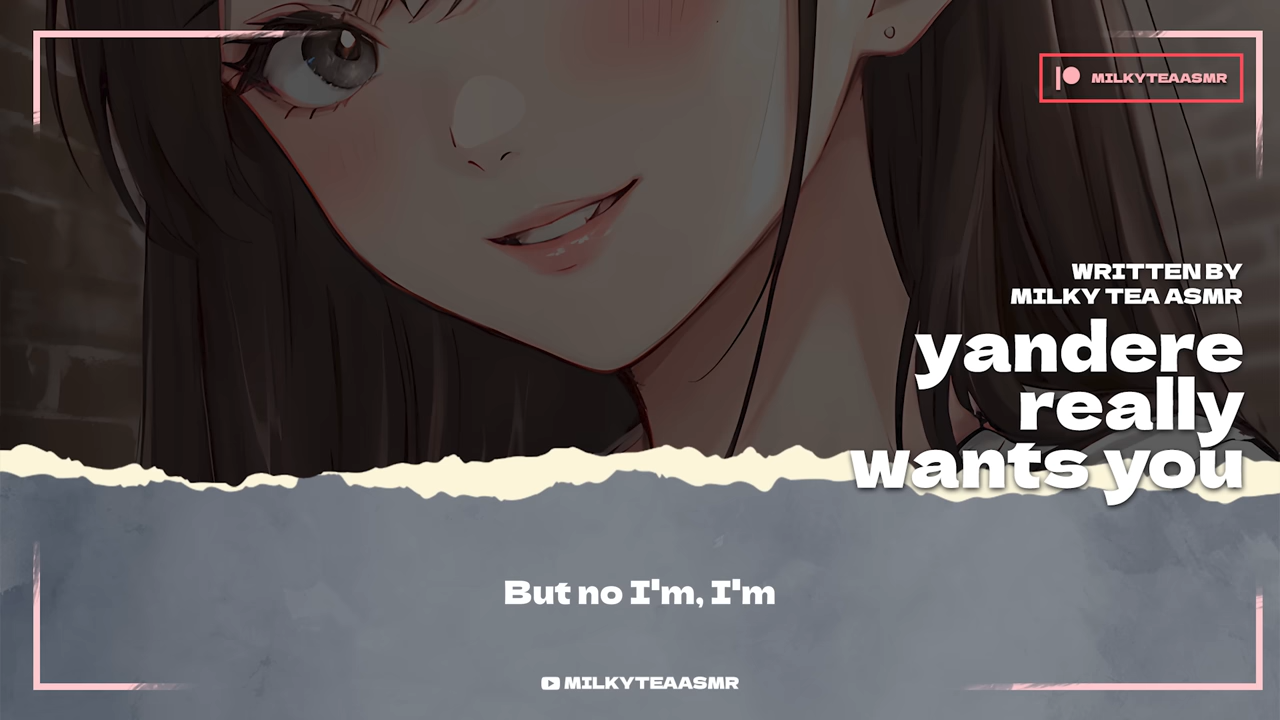 MILKYTEAASMR
WRITTEN BY
MILKY TEA ASMR
yandere
really
wants you
But no I'm, I'm
MILKYTEAASMR